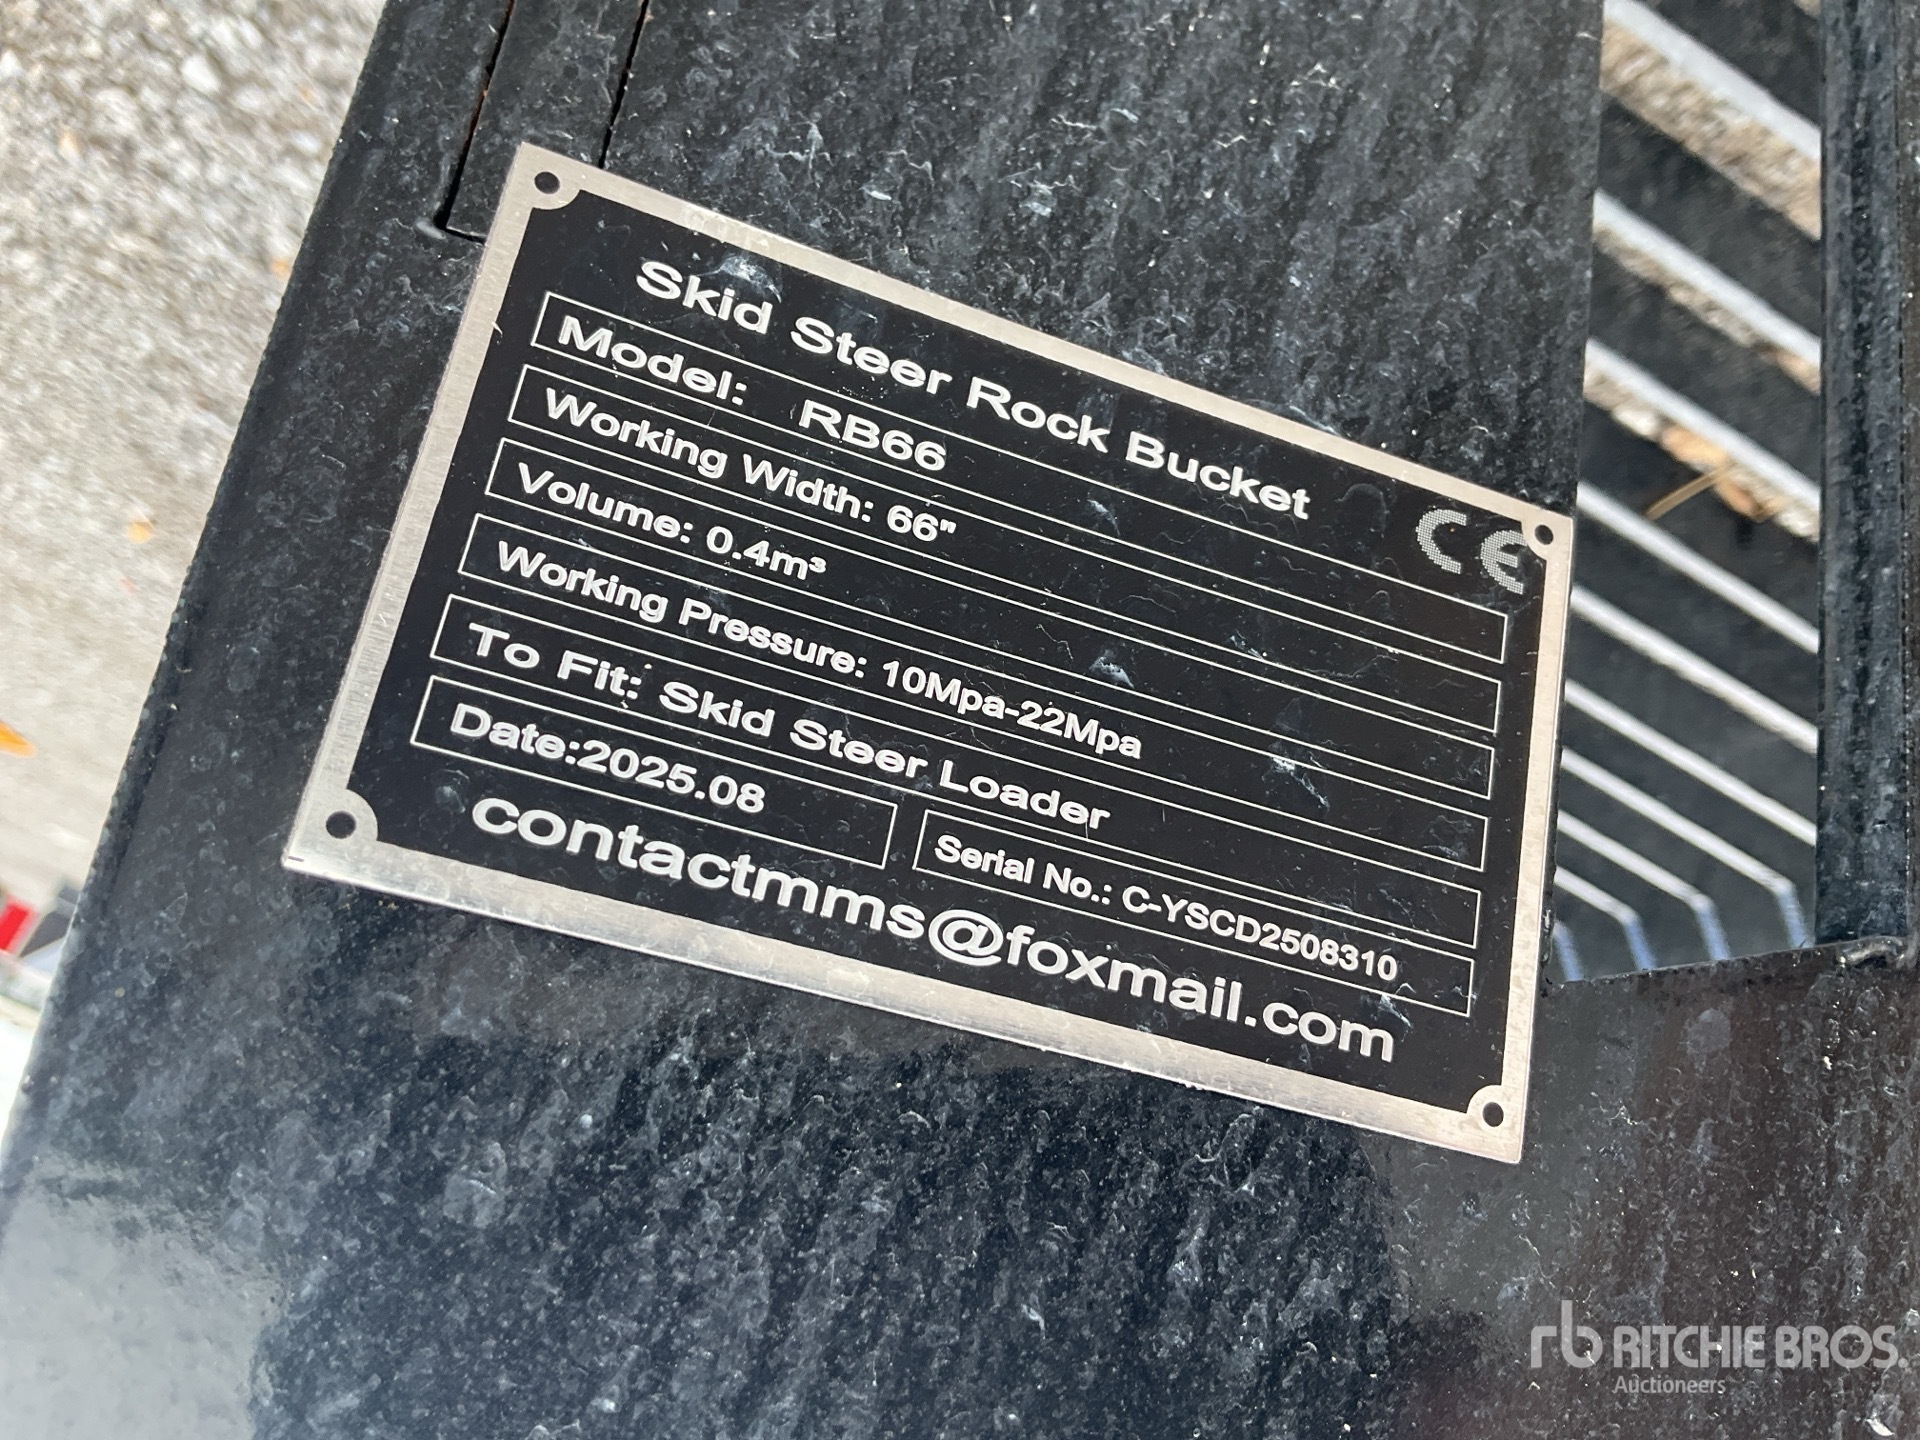 Skid Steer Rock Bucket
CE
Model: RB66
Working Width: 66"
Volume: 0.4m³
Working Pressure: 10Mpa-22Mpa
To Fit: Skid Steer Loader
Date:2025.08
Serial No.: C-YSCD2508310
contactmms@foxmail.com
rb RITCHIE BROS.
Auctioneers